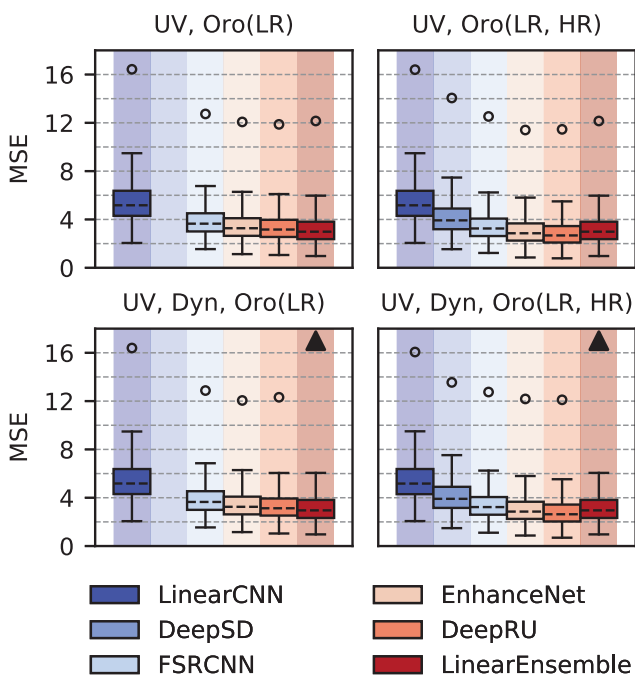 UV, Oro(LR)
UV, Oro(LR, HR)
MSE
16
12
8
4
0
UV, Dyn, Oro(LR)
UV, Dyn, Oro(LR, HR)
MSE
16
12
8
4
0
LinearCNN
EnhanceNet
DeepSD
DeepRU
FSRCNN
LinearEnsemble